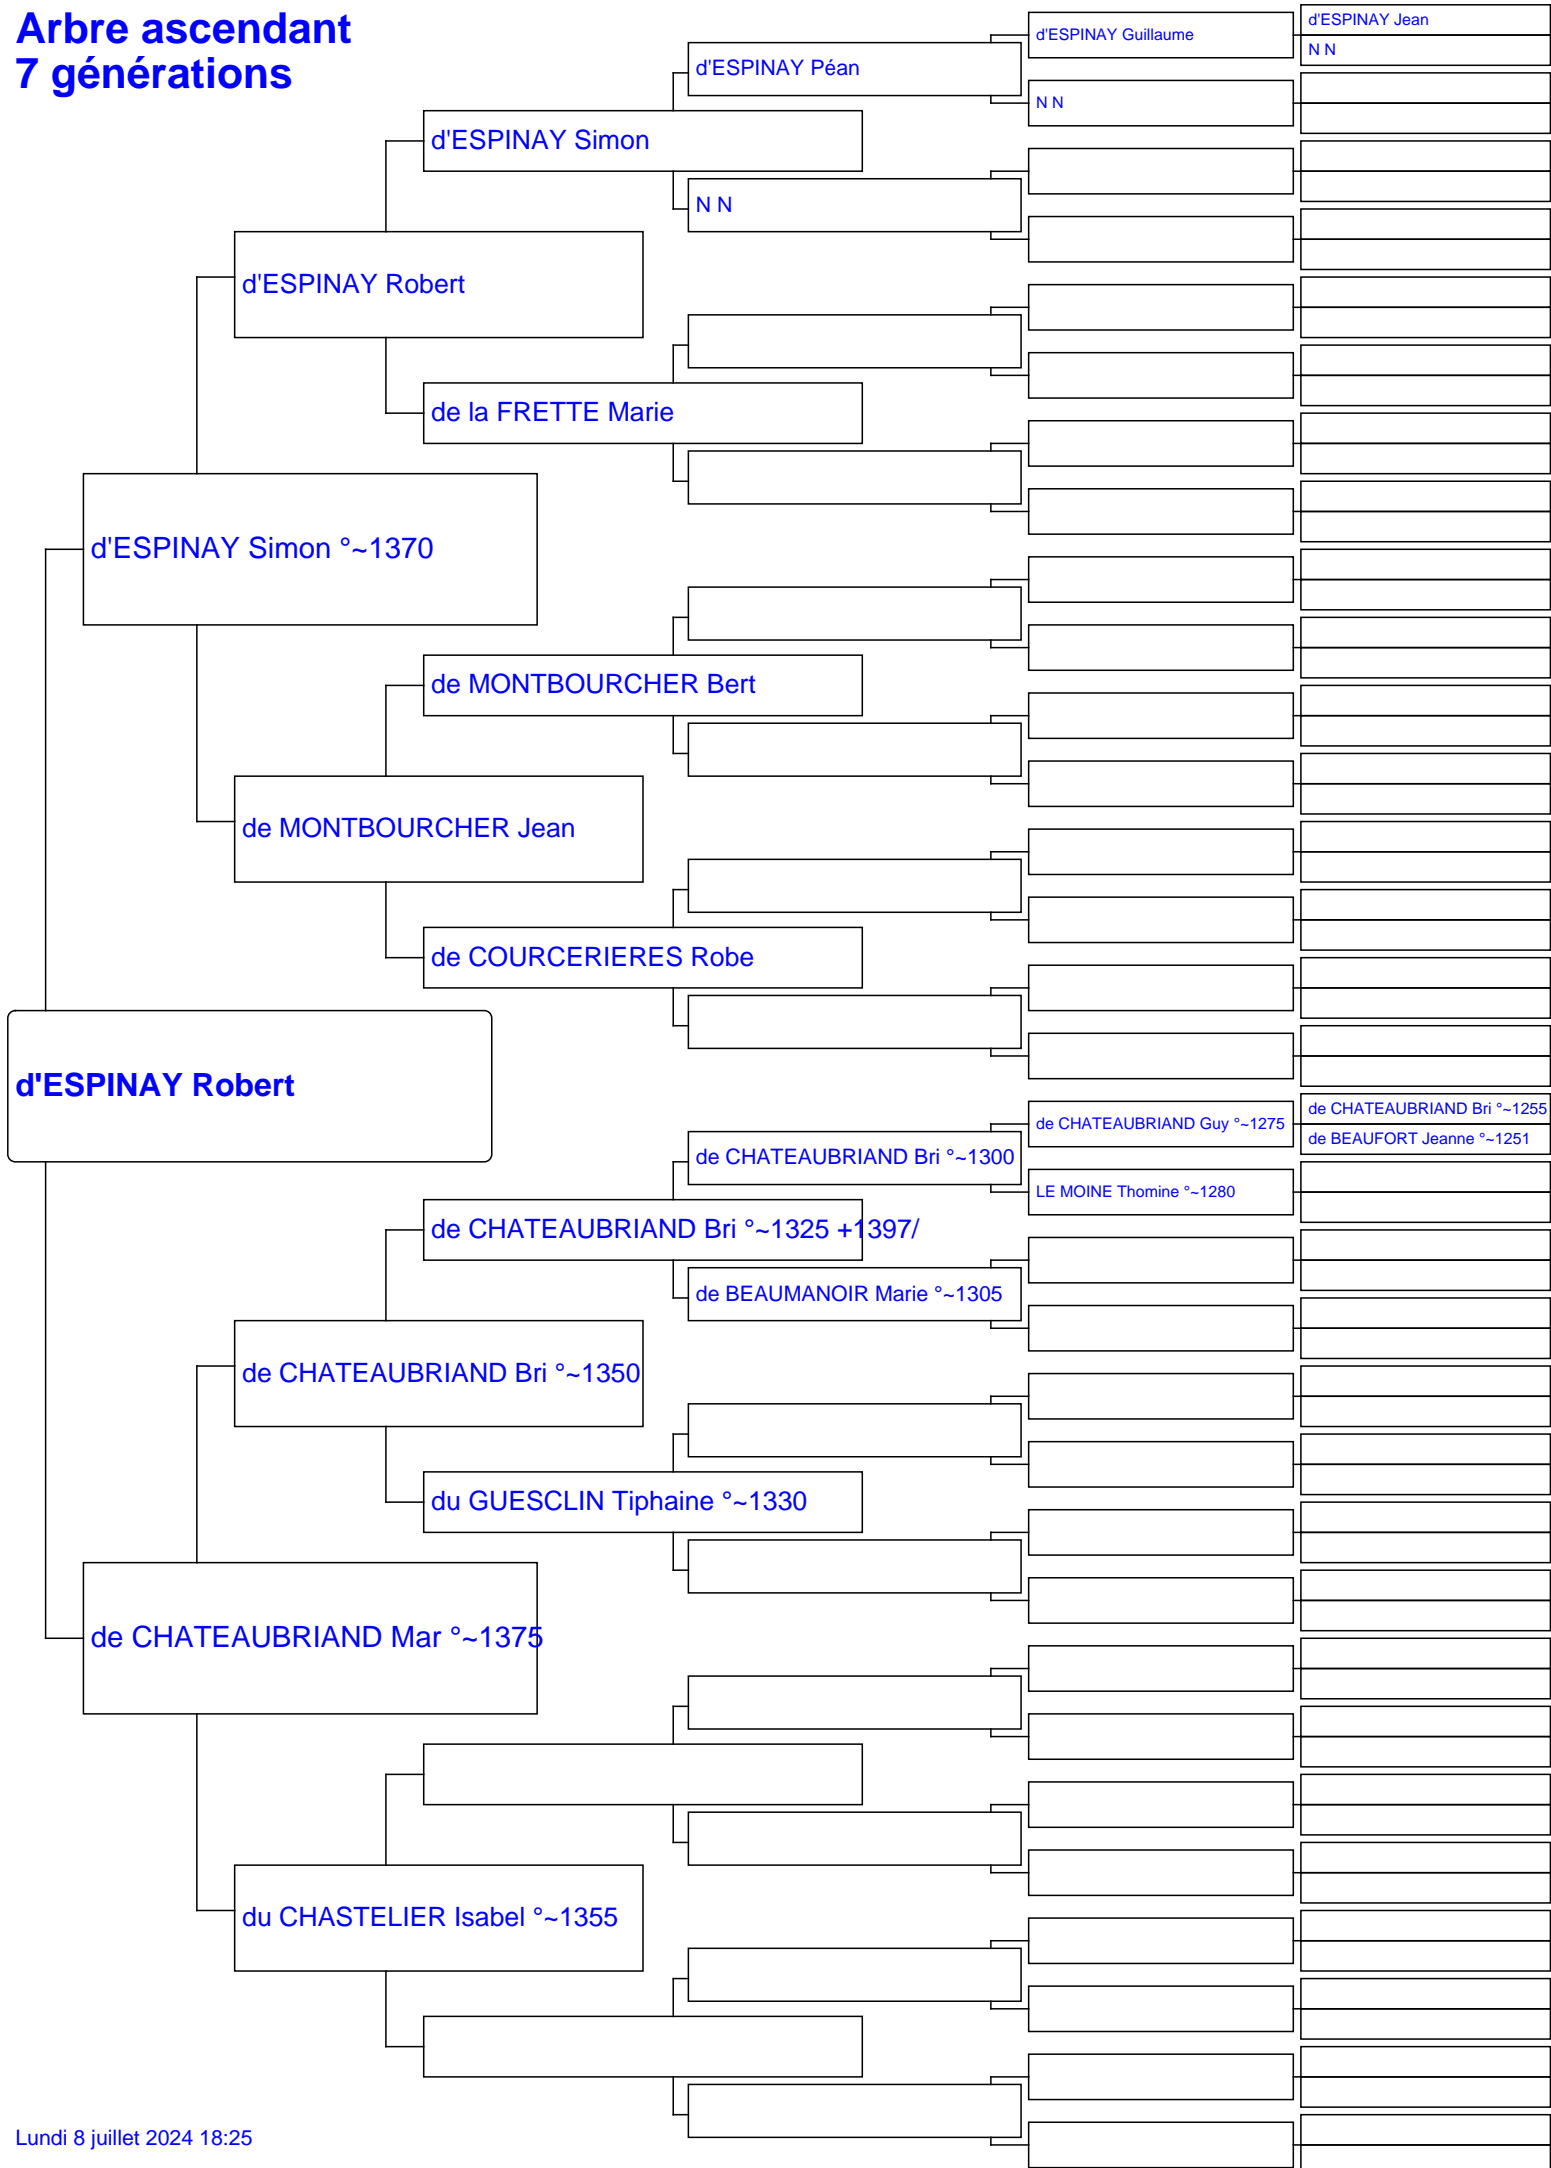 Arbre ascendant
7 générations
d'ESPINAY Jean
d'ESPINAY Guillaume
N N
d'ESPINAY Péan
N N
d'ESPINAY Simon
N N
d'ESPINAY Robert
de la FRETTE Marie
d'ESPINAY Simon °~1370
de MONTBOURCHER Bert
de MONTBOURCHER Jean
de COURCERIERES Robe
d'ESPINAY Robert
de CHATEAUBRIAND Bri °~1255
de CHATEAUBRIAND Guy °~1275
de BEAUFORT Jeanne °~1251
de CHATEAUBRIAND Bri °~1300
LE MOINE Thomine °~1280
de CHATEAUBRIAND Bri °~1325 +1397/
de BEAUMANOIR Marie °~1305
de CHATEAUBRIAND Bri °~1350
du GUESCLIN Tiphaine °~1330
de CHATEAUBRIAND Mar °~1375
du CHASTELIER Isabel °~1355
Lundi 8 juillet 2024 18:25